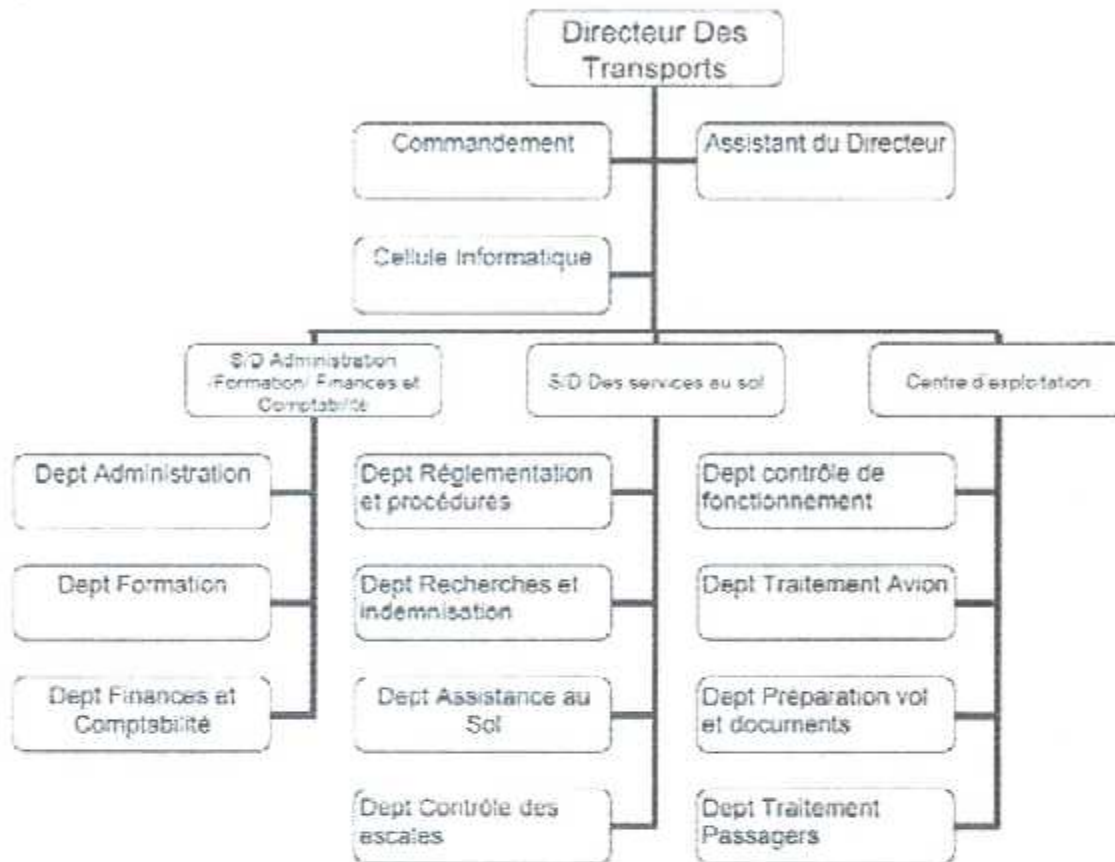 Directeur Des
Transports
Commandement
Assistant du Directeur
Cellule Informatique
S/D Administration
/Formation/ Finances et
Comptabilité
S/D Des services au sol
Centre d'exploitation
Dept Administration
Dept Formation
Dept Finances et
Comptabilité
Dept Réglementation
et procédures
Dept Recherches et
indemnisation
Dept Assistance au
Sol
Dept Contrôle des
escales
Dept contrôle de
fonctionnement
Dept Traitement Avion
Dept Préparation vol
et documents
Dept Traitement
Passagers